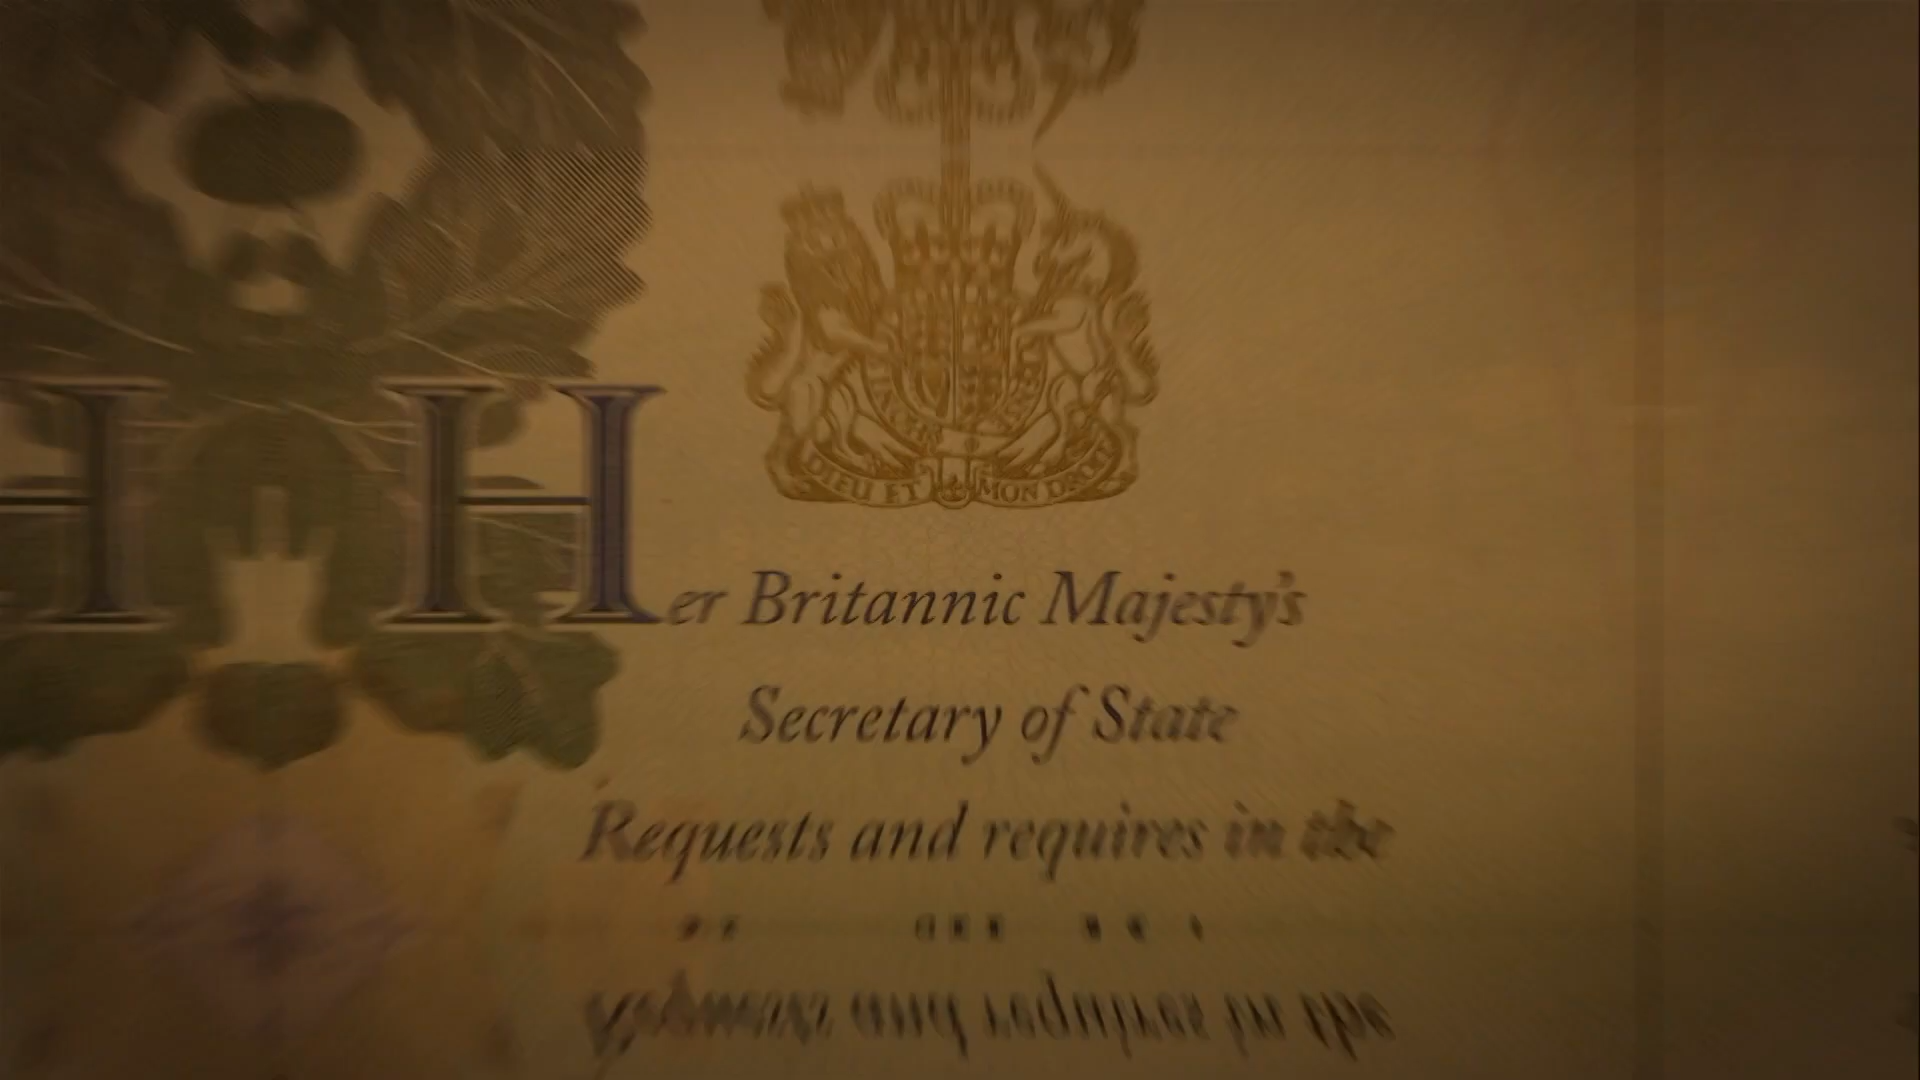 DIEU ET MON DROIT
Her Britannic Majesty's
Secretary of State
Requests and requires in the